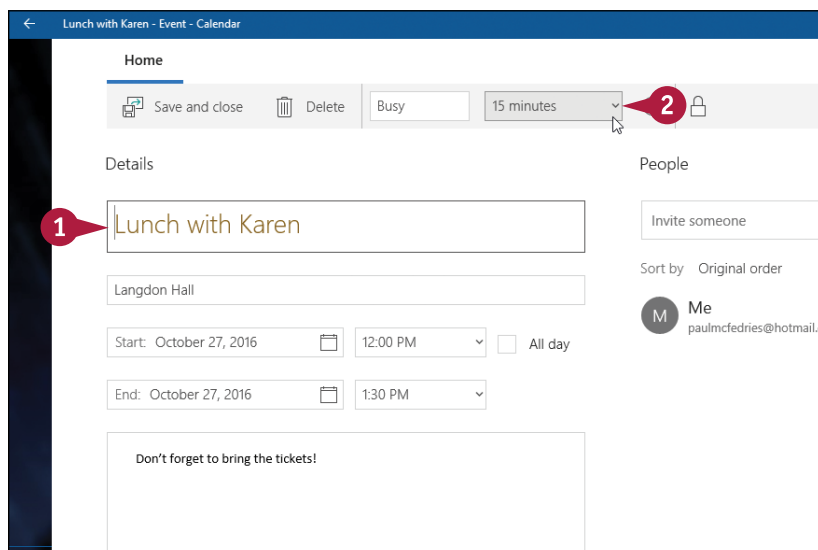 Lunch with Karen - Event - Calendar
Home
Save and close Delete Busy 15 minutes 2
Details People
1 Lunch with Karen Invite someone
Langdon Hall Sort by Original order
Start: October 27, 2016 12:00 PM All day M Me
paulmcfedries@hotmail.
End: October 27, 2016 1:30 PM
Don't forget to bring the tickets!